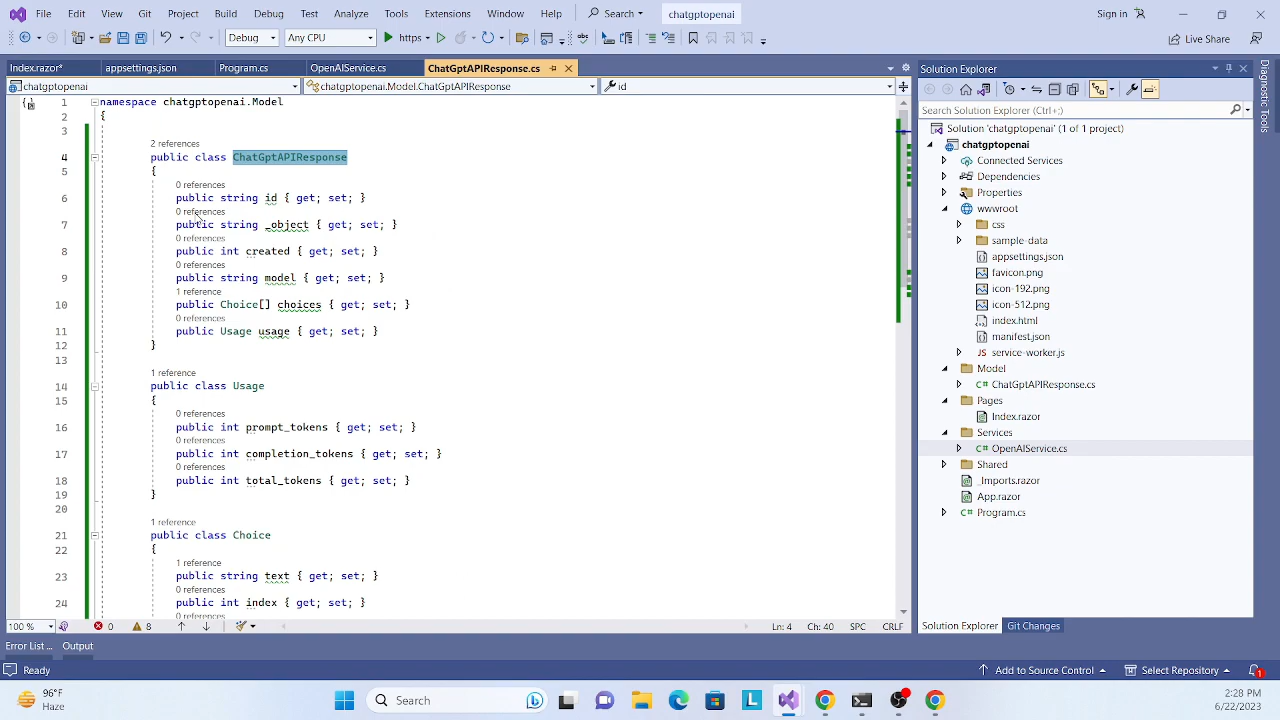 File Edit View Git Project Build Debug Test Analyze Tools Extensions Window Help Search chatgptopenai Sign in
Debug Any CPU https Live Share
Index.razor* appsettings.json Program.cs OpenAIService.cs ChatGptAPIResponse.cs
chatgptopenai chatgptopenai.Model.ChatGptAPIResponse id
1 namespace chatgptopenai.Model
2 {
3
2 references
4 public class ChatGptAPIResponse
5 {
0 references
6 public string id { get; set; }
0 references
7 public string _object { get; set; }
0 references
8 public int created { get; set; }
0 references
9 public string model { get; set; }
1 reference
10 public Choice[] choices { get; set; }
0 references
11 public Usage usage { get; set; }
12 }
13
1 reference
14 public class Usage
15 {
0 references
16 public int prompt_tokens { get; set; }
0 references
17 public int completion_tokens { get; set; }
0 references
18 public int total_tokens { get; set; }
19 }
20
1 reference
21 public class Choice
22 {
1 reference
23 public string text { get; set; }
0 references
24 public int index { get; set; }
0 references
100 % 0 8 Ln: 4 Ch: 40 SPC CRLF
Error List ... Output
Ready Add to Source Control Select Repository 1
Solution Explorer
Search Solution Explorer (Ctrl+;)
Solution 'chatgptopenai' (1 of 1 project)
chatgptopenai
Connected Services
Dependencies
Properties
wwwroot
css
sample-data
appsettings.json
favicon.png
icon-192.png
icon-512.png
index.html
manifest.json
service-worker.js
Model
C# ChatGptAPIResponse.cs
Pages
Index.razor
Services
C# OpenAIService.cs
Shared
_Imports.razor
App.razor
C# Program.cs
Solution Explorer Git Changes
Diagnostic Tools
96°F
Haze
Search
2:28 PM
6/22/2023